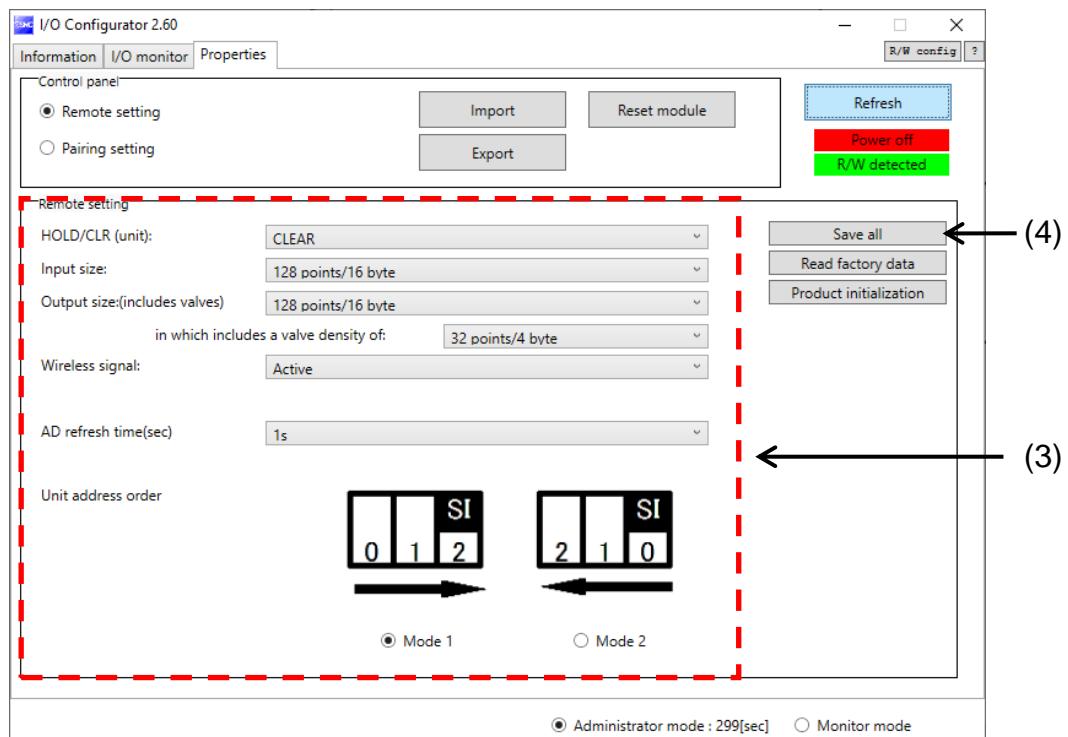 SMC I/O Configurator 2.60
Information I/O monitor Properties R/W config ?
Control panel
Remote setting Import Reset module Refresh
Pairing setting Export Power off
R/W detected
Remote setting
HOLD/CLR (unit): CLEAR Save all (4)
Input size: 128 points/16 byte Read factory data
Output size:(includes valves) 128 points/16 byte Product initialization
in which includes a valve density of: 32 points/4 byte
Wireless signal: Active
AD refresh time(sec) 1s
(3)
Unit address order
SI SI
0 1 2 2 1 0
Mode 1 Mode 2
Administrator mode : 299[sec] Monitor mode